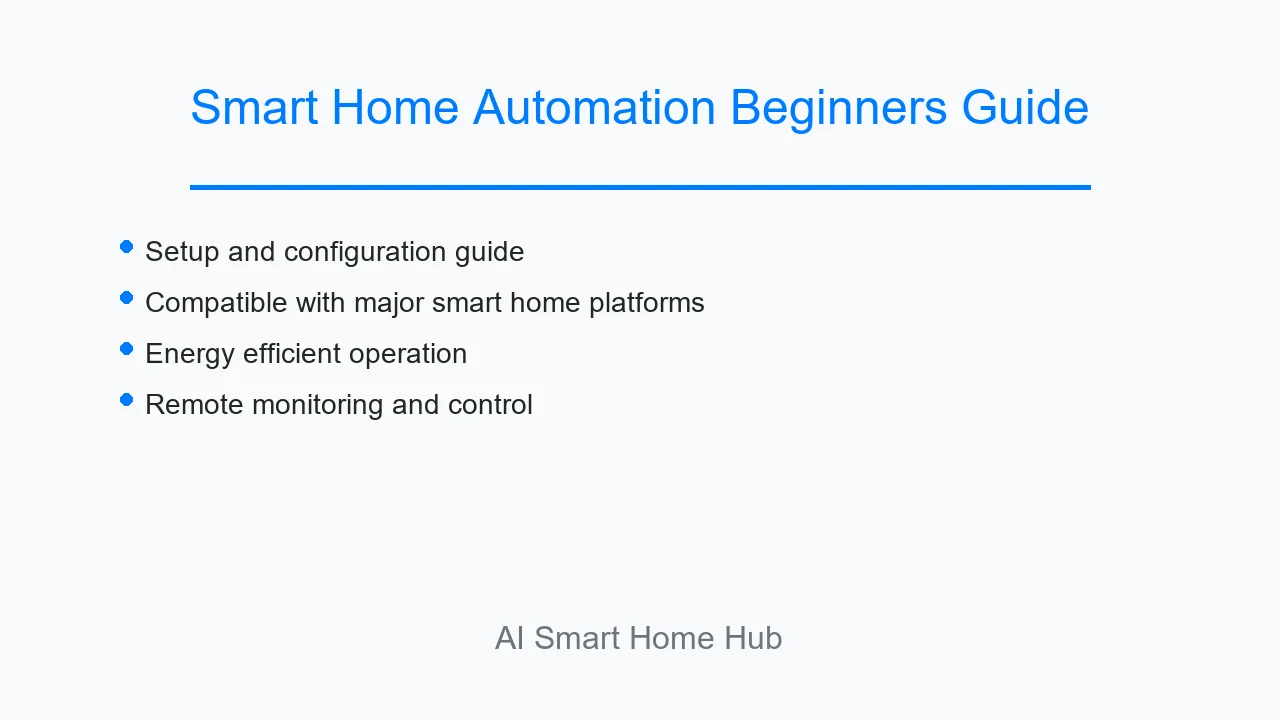 Smart Home Automation Beginners Guide
Setup and configuration guide
Compatible with major smart home platforms
Energy efficient operation
Remote monitoring and control
AI Smart Home Hub